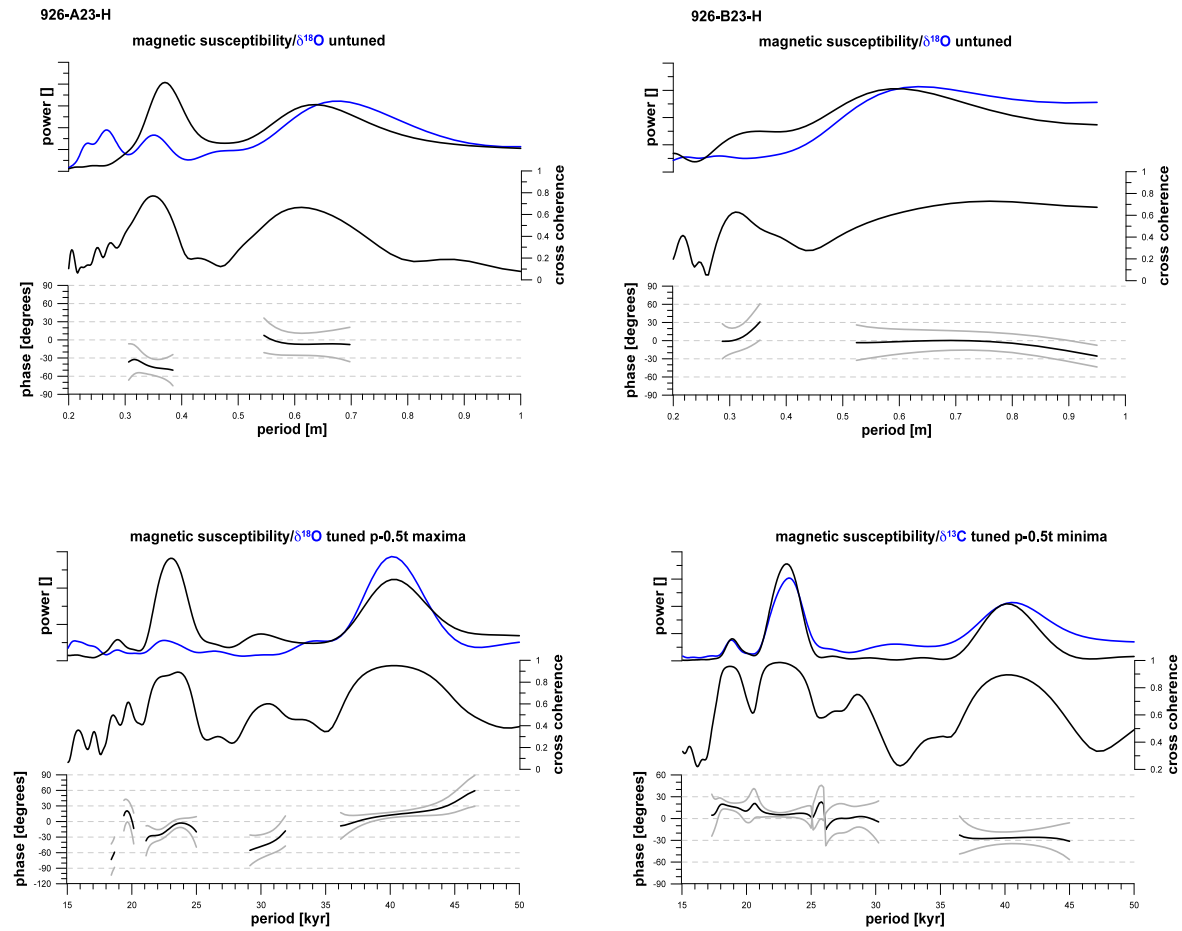 926-A23-H
magnetic susceptibility/δ¹⁸O untuned
power []
cross coherence
1
0.8
0.6
0.4
0.2
0
phase [degrees]
90
60
30
0
-30
-60
-90
0.2 0.3 0.4 0.5 0.6 0.7 0.8 0.9 1
period [m]
926-B23-H
magnetic susceptibility/δ¹⁸O untuned
power []
cross coherence
1
0.8
0.6
0.4
0.2
0
phase [degrees]
90
60
30
0
-30
-60
-90
0.2 0.3 0.4 0.5 0.6 0.7 0.8 0.9 1
period [m]
magnetic susceptibility/δ¹⁸O tuned p-0.5t maxima
power []
cross coherence
1
0.8
0.6
0.4
0.2
0
phase [degrees]
90
60
30
0
-30
-60
-90
-120
15 20 25 30 35 40 45 50
period [kyr]
magnetic susceptibility/δ¹³C tuned p-0.5t minima
power []
cross coherence
1
0.8
0.6
0.4
0.2
phase [degrees]
60
30
0
-30
-60
-90
15 20 25 30 35 40 45 50
period [kyr]